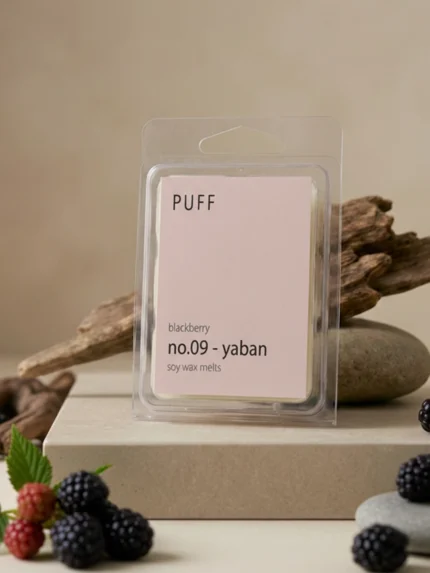 PUFF
blackberry
no.09 - yaban
soy wax melts